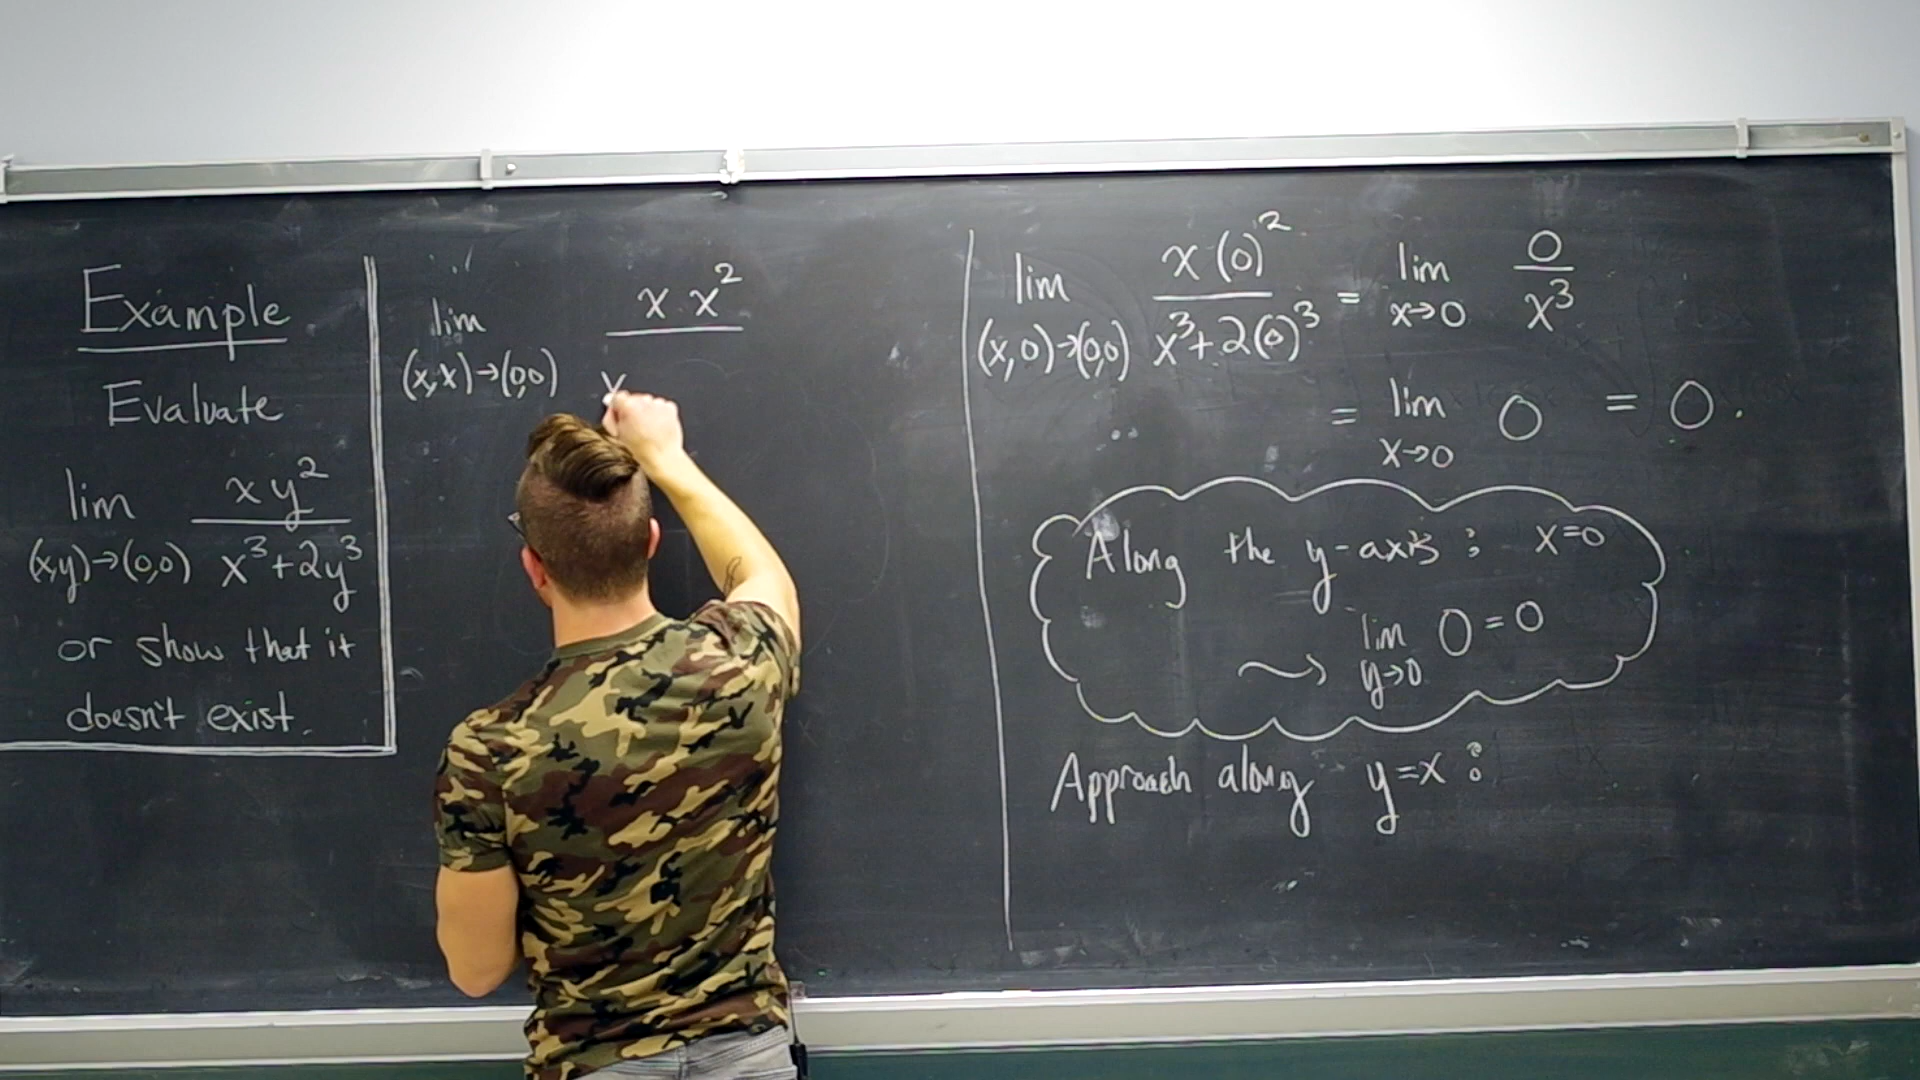 Example
Evaluate
lim xy²
(x,y)→(0,0) x³+2y³
or show that it
doesn't exist.
lim x·x²
(x,x)→(0,0) x
lim x·(0)² / x³+2(0)³ = lim 0 / x³
(x,0)→(0,0) x→0
= lim 0 = 0.
x→0
Along the y-axis : x=0
⤳ lim 0=0
y→0
Approach along y=x :